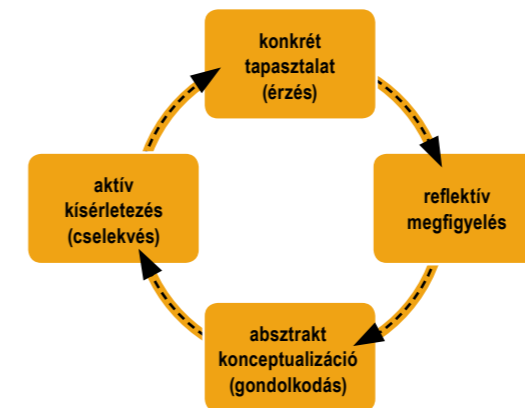 konkrét
tapasztalat
(érzés)
reflektív
megfigyelés
absztrakt
konceptualizáció
(gondolkodás)
aktív
kísérletezés
(cselekvés)